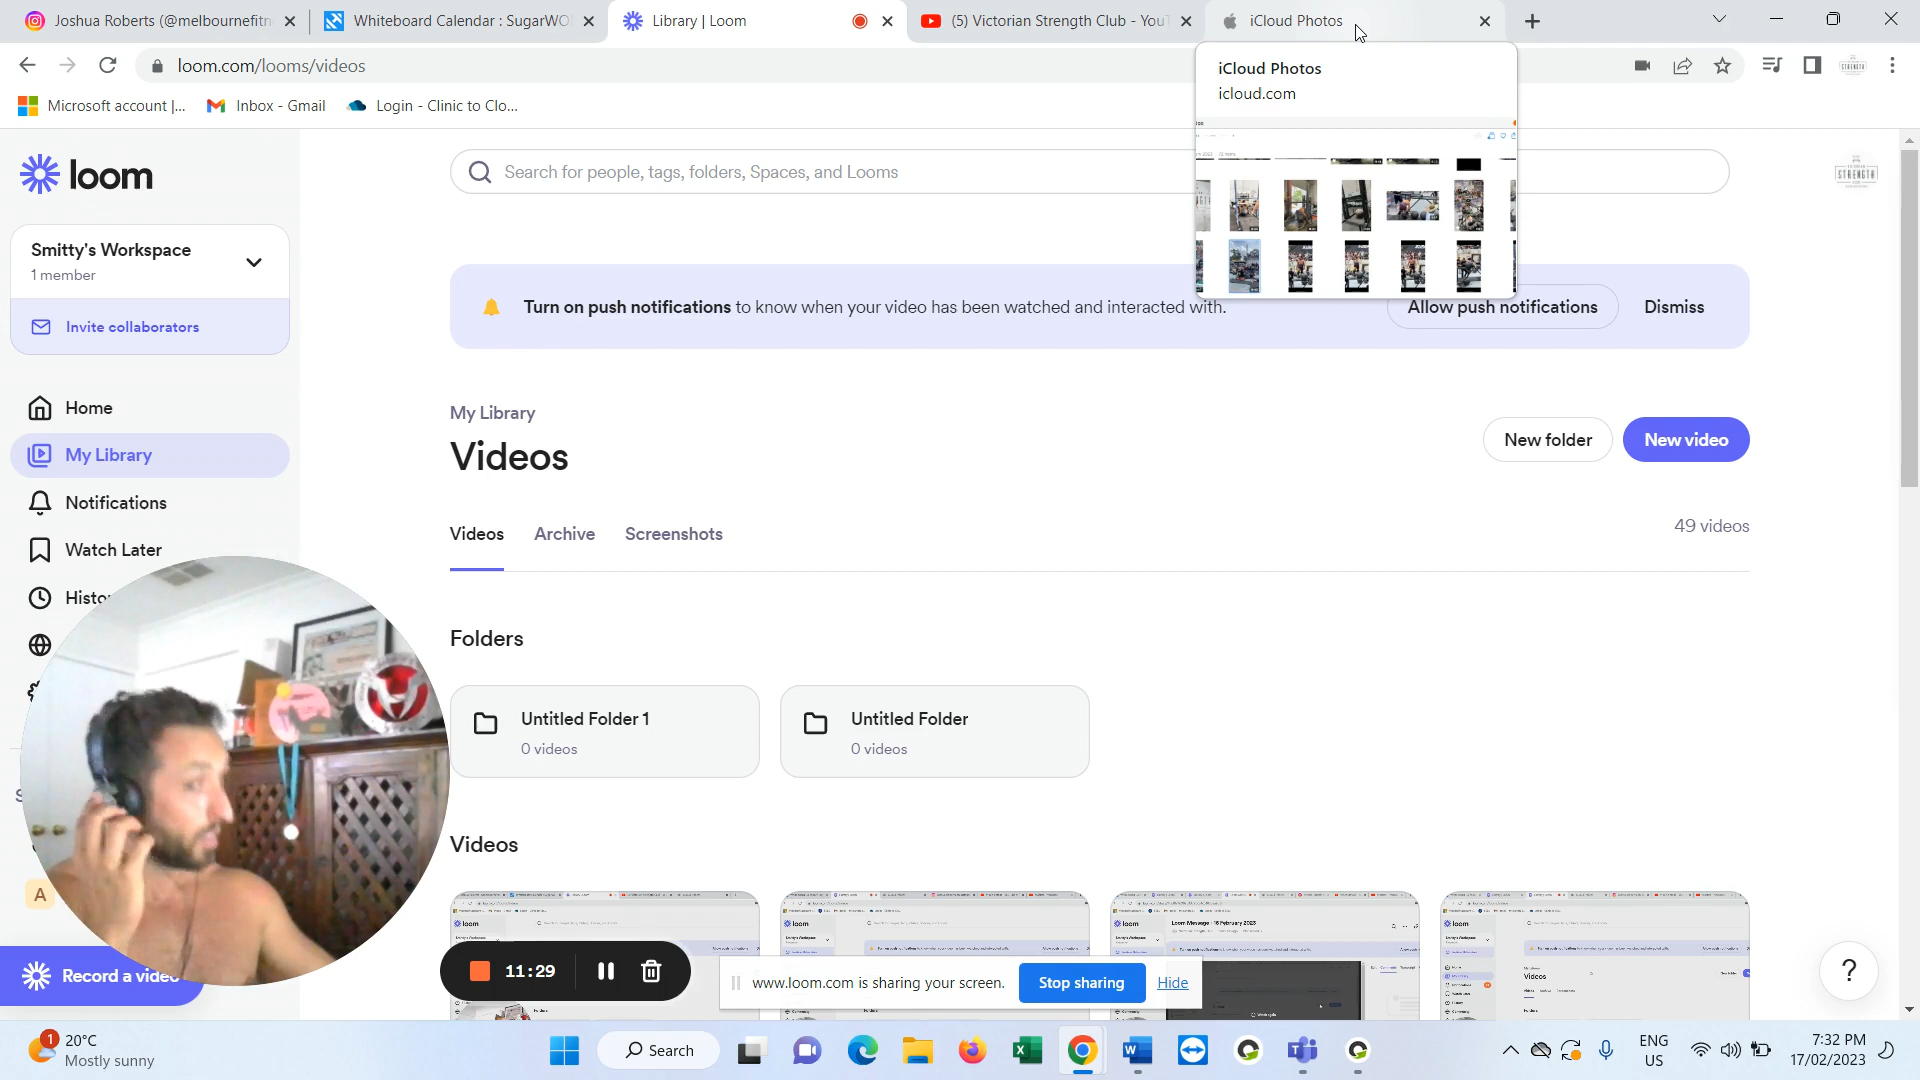 Joshua Roberts (@melbournefitn
Whiteboard Calendar : SugarWO
Library | Loom
(5) Victorian Strength Club - YouT
iCloud Photos
loom.com/looms/videos
iCloud Photos
icloud.com
Microsoft account |...
Inbox - Gmail
Login - Clinic to Clo...
loom
Search for people, tags, folders, Spaces, and Looms
STRENGTH
Smitty's Workspace
1 member
Invite collaborators
Turn on push notifications to know when your video has been watched and interacted with.
Allow push notifications
Dismiss
Home
My Library
Notifications
Watch Later
Histo
My Library
Videos
New folder
New video
Videos
Archive
Screenshots
49 videos
Folders
Untitled Folder 1
0 videos
Untitled Folder
0 videos
Videos
A
Record a video
11:29
www.loom.com is sharing your screen.
Stop sharing
Hide
?
1
20°C
Mostly sunny
Search
ENG
US
7:32 PM
17/02/2023